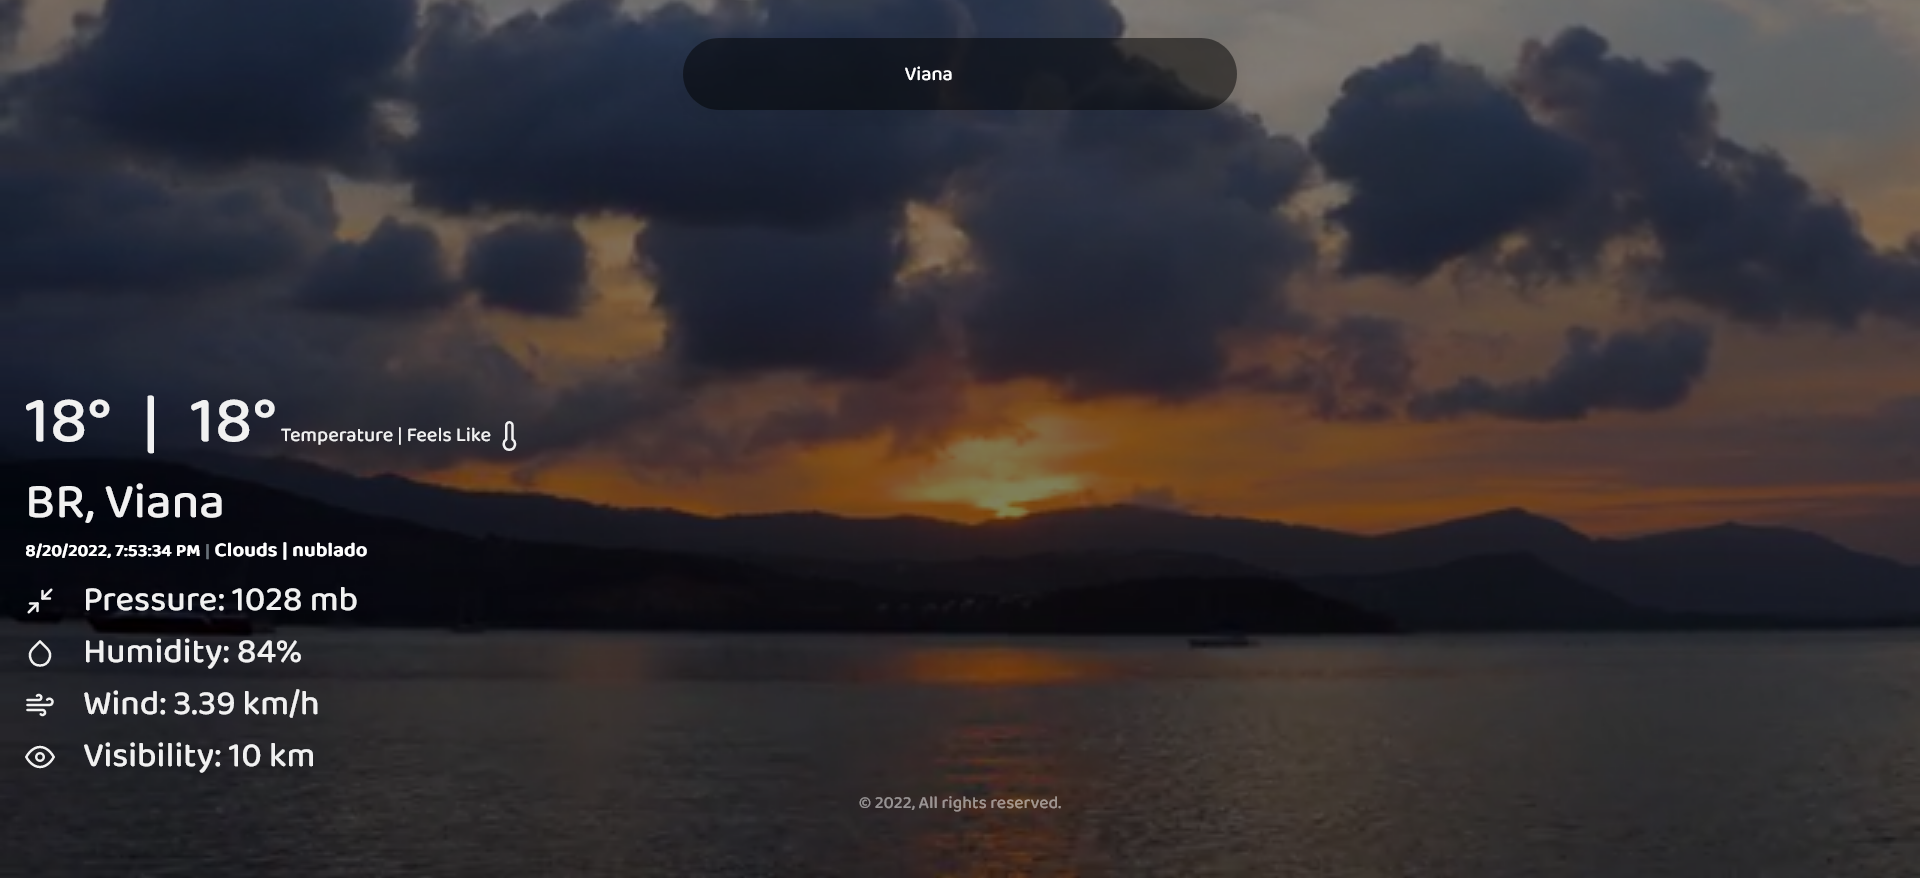 Viana
18° | 18° Temperature | Feels Like
BR, Viana
8/20/2022, 7:53:34 PM | Clouds | nublado
Pressure: 1028 mb
Humidity: 84%
Wind: 3.39 km/h
Visibility: 10 km
© 2022, All rights reserved.